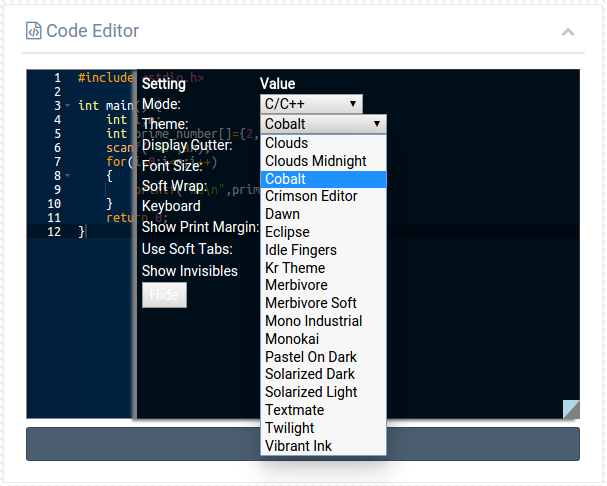 Code Editor
1 #include <stdio.h>
2
3 int main() {
4 int
5 int prime_number[]={2,
6 scanf(
7 for(i=0;i<n;i++)
8 {
9 printf("%d\n",prim
10 }
11 return 0;
12 }
Setting Value
Mode: C/C++
Theme: Cobalt
Display Gutter:
Font Size:
Soft Wrap:
Keyboard
Show Print Margin:
Use Soft Tabs:
Show Invisibles
Hide
Clouds
Clouds Midnight
Cobalt
Crimson Editor
Dawn
Eclipse
Idle Fingers
Kr Theme
Merbivore
Merbivore Soft
Mono Industrial
Monokai
Pastel On Dark
Solarized Dark
Solarized Light
Textmate
Twilight
Vibrant Ink